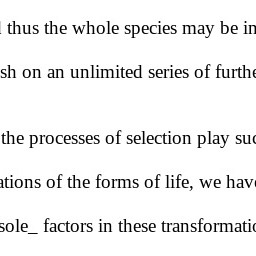 thus the whole species may be in
sh on an unlimited series of furthe
the processes of selection play suc
ations of the forms of life, we hav
sole_ factors in these transformatio